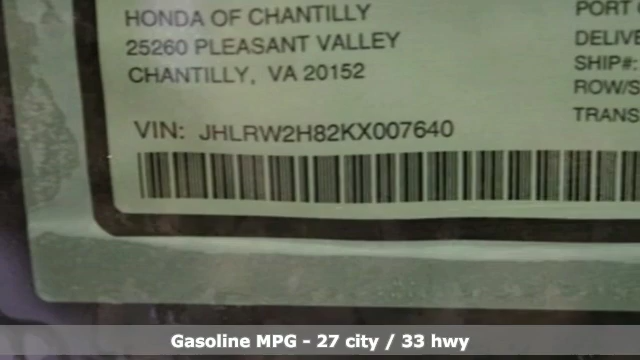 HONDA OF CHANTILLY
25260 PLEASANT VALLEY
CHANTILLY, VA 20152
PORT
DELIVE
SHIP#:
ROW/S
TRANS
VIN: JHLRW2H82KX007640
Gasoline MPG - 27 city / 33 hwy